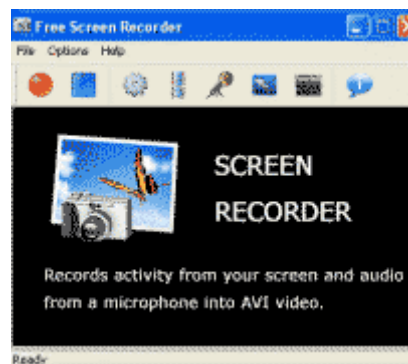 Free Screen Recorder
File Options Help
SCREEN
RECORDER
Records activity from your screen and audio
from a microphone into AVI video.
Ready